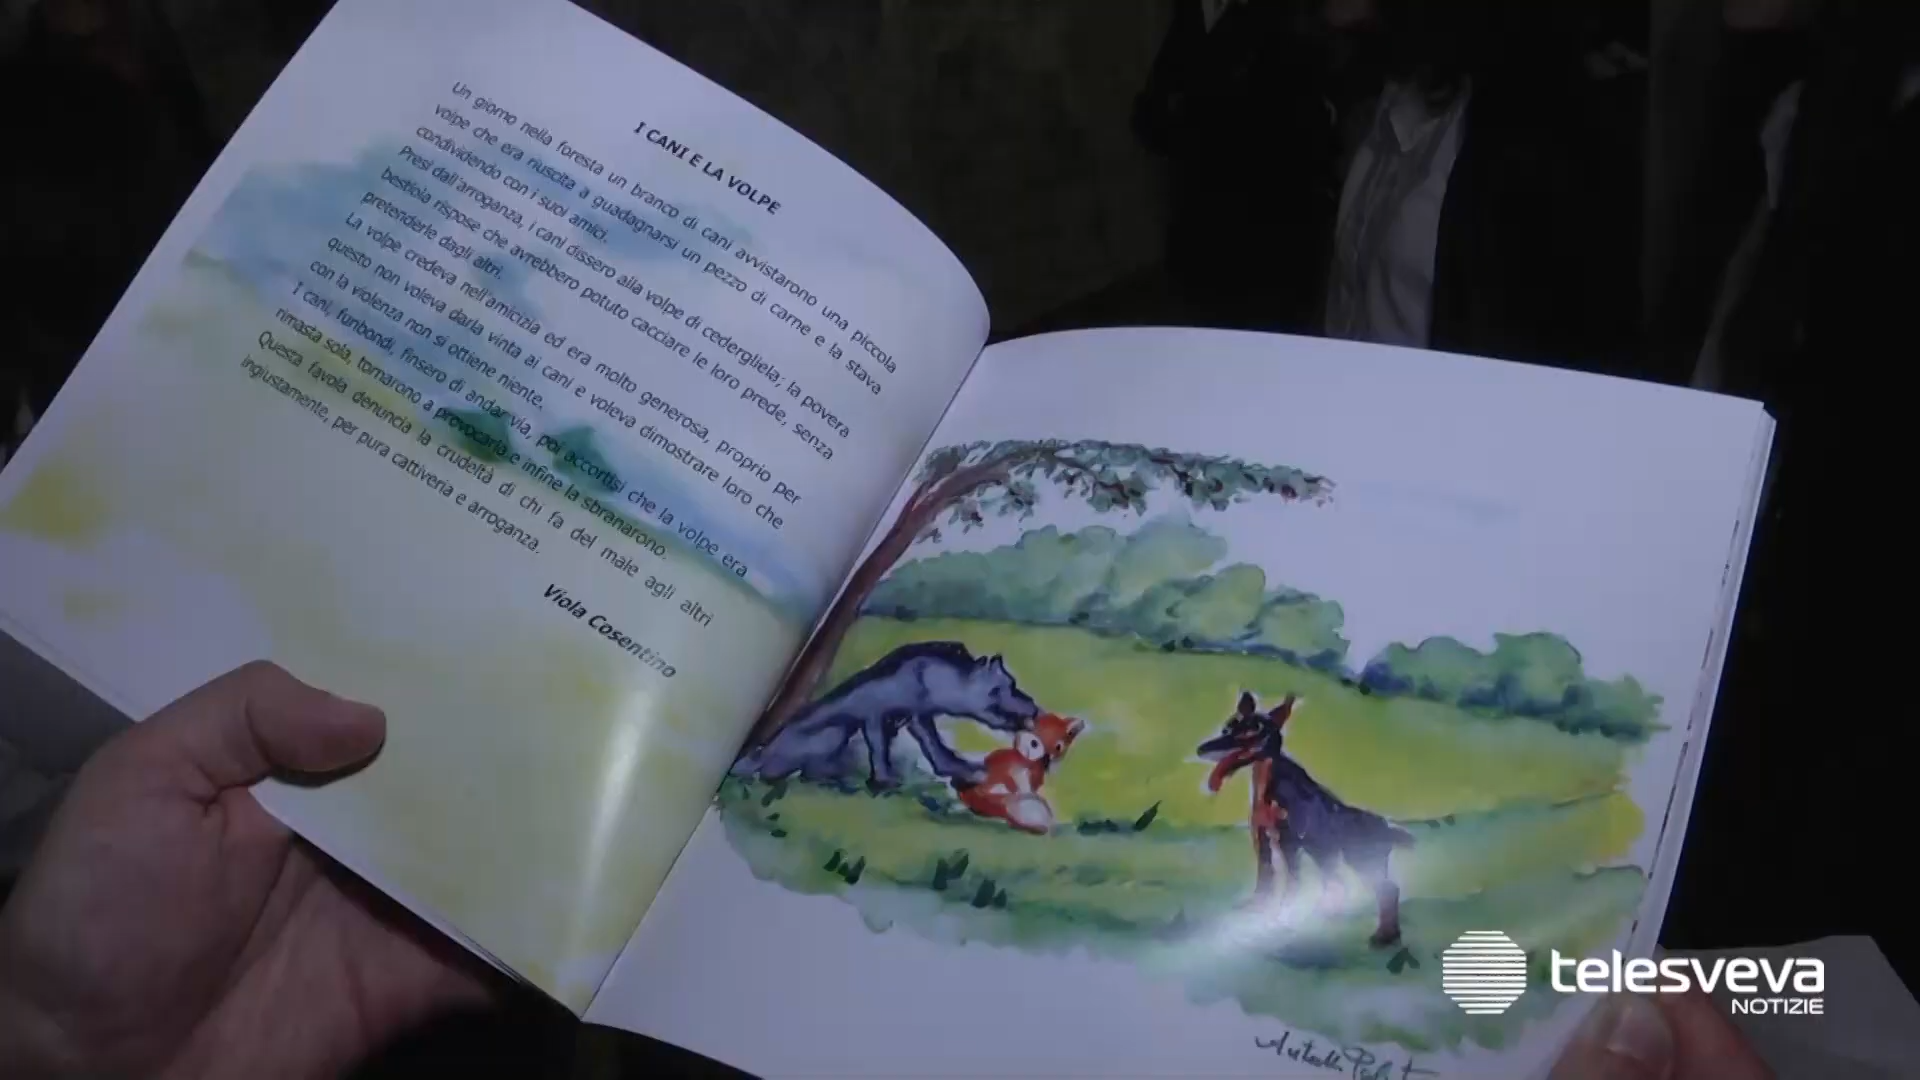 I CANI E LA VOLPE
Un giorno nella foresta un branco di cani avvistarono una piccola
volpe che era riuscita a guadagnarsi un pezzo di carne e la stava
condividendo con i suoi amici.
Presi dall'arroganza, i cani dissero alla volpe di cedergliela; la povera
bestiola rispose che avrebbero potuto cacciare le loro prede, senza
pretenderle dagli altri.
La volpe credeva nell'amicizia ed era molto generosa, proprio per
questo non voleva darla vinta ai cani e voleva dimostrare loro che
con la violenza non si ottiene niente.
I cani, furibondi, finsero di andar via, poi accortisi che la volpe era
rimasta sola, tornarono a provocarla e infine la sbranarono.
Questa favola denuncia la crudeltà di chi fa del male agli altri
ingiustamente, per pura cattiveria e arroganza.
Viola Cosentino
telesveva
NOTIZIE